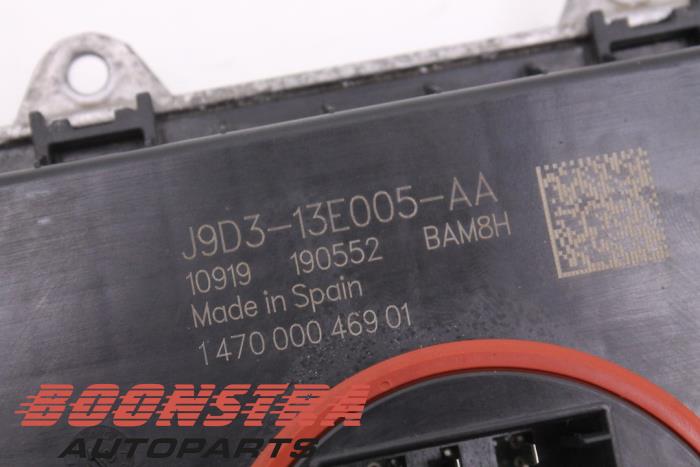 J9D3-13E005-AA
10919 190552 BAM8H
Made in Spain
1 470 000 469 01
BOONSTRA
AUTOPARTS